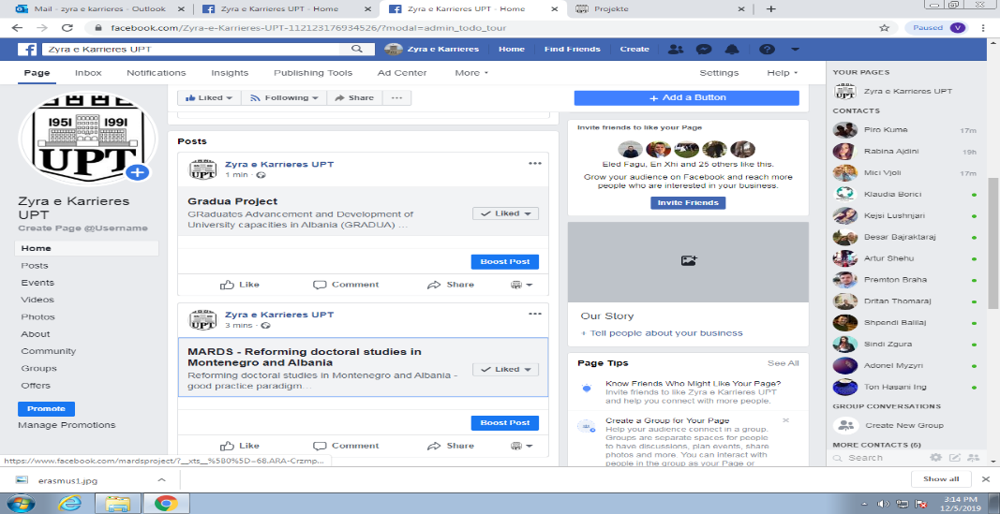 Mail - zyra e karrieres - Outlook
Zyra e Karrieres UPT - Home
Zyra e Karrieres UPT - Home
Projekte
facebook.com/Zyra-e-Karrieres-UPT-112123176934526/?modal=admin_todo_tour
Paused V
Zyra e Karrieres UPT
Zyra e Karrieres Home Find Friends Create
Page Inbox Notifications Insights Publishing Tools Ad Center More Settings Help
Liked Following Share ...
+ Add a Button
1951 1991
UPT
Zyra e Karrieres
UPT
Create Page @Username
Home
Posts
Events
Videos
Photos
About
Community
Groups
Offers
Promote
Manage Promotions
Posts
Zyra e Karrieres UPT
1 min
Gradua Project
GRaduates Advancement and Development of
University capacities in Albania (GRADUA) ...
Liked
Boost Post
Like Comment Share
Zyra e Karrieres UPT
3 mins
MARDS - Reforming doctoral studies in
Montenegro and Albania
Reforming doctoral studies in Montenegro and Albania -
good practice paradigm...
Liked
Boost Post
Like Comment Share
Invite friends to like your Page
Eled Fagu, En Xhi and 25 others like this.
Grow your audience on Facebook and reach more
people who are interested in your business.
Invite Friends
Our Story
+ Tell people about your business
Page Tips See All
Know Friends Who Might Like Your Page?
Invite friends to like Zyra e Karrieres UPT
and help you connect with more people.
Create a Group for Your Page
Help your audience connect in a group.
Groups are separate spaces for people
to have discussions, plan events, share
photos and more. You can interact with
people in the group as your Page or
YOUR PAGES
Zyra e Karrieres UPT
CONTACTS
Piro Kume 17m
Rabina Ajdini 19h
Mici Vjoli 17m
Klaudia Borici
Kejsi Lushnjari
Besar Bajraktaraj
Artur Shehu
Premton Braha
Dritan Thomaraj
Shpendi Balilaj
Sindi Zgura
Adonel Myzyri
Ton Hasani Ing
GROUP CONVERSATIONS
Create New Group
MORE CONTACTS (6)
Search
https://www.facebook.com/mardsproject/?__xts__%5B0%5D=68.ARA-Crzmp...
erasmus1.jpg
Show all
3:14 PM
12/5/2019